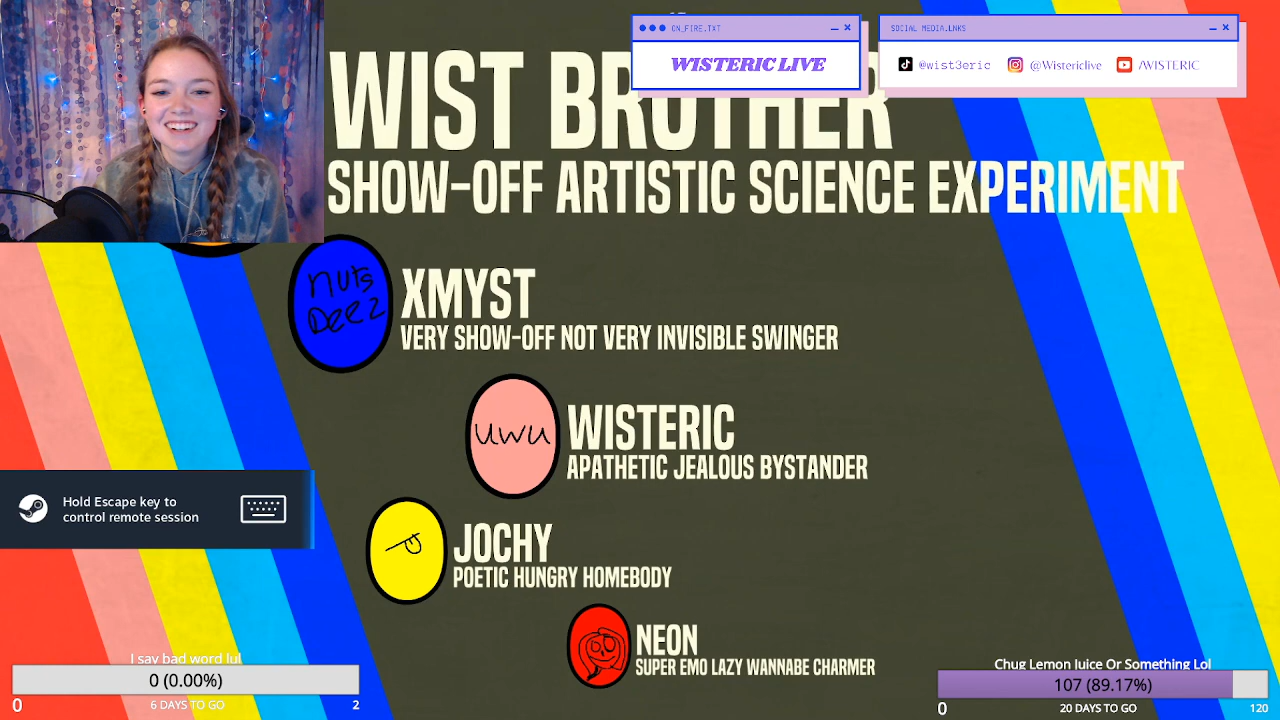 ON_FIRE.TXT
SOCIAL MEDIA.LNKS
WISTERIC LIVE
@wist3eric
@Wistericlive
/WISTERIC
WIST BROTHER
SHOW-OFF ARTISTIC SCIENCE EXPERIMENT
nuts
Deez
XMYST
VERY SHOW-OFF NOT VERY INVISIBLE SWINGER
uwu
WISTERIC
APATHETIC JEALOUS BYSTANDER
Hold Escape key to
control remote session
JOCHY
POETIC HUNGRY HOMEBODY
NEON
SUPER EMO LAZY WANNABE CHARMER
I say bad word lul
0 (0.00%)
0
6 DAYS TO GO
2
Chug Lemon Juice Or Something Lol
107 (89.17%)
0
20 DAYS TO GO
120